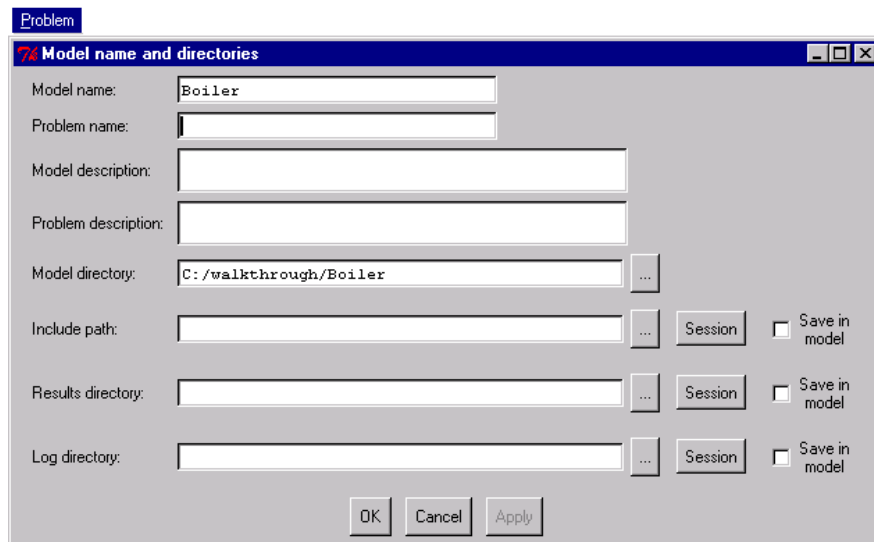 Problem
Model name and directories
Model name: Boiler
Problem name:
Model description:
Problem description:
Model directory: C:/walkthrough/Boiler ...
Include path: ... Session Save in
model
Results directory: ... Session Save in
model
Log directory: ... Session Save in
model
OK Cancel Apply